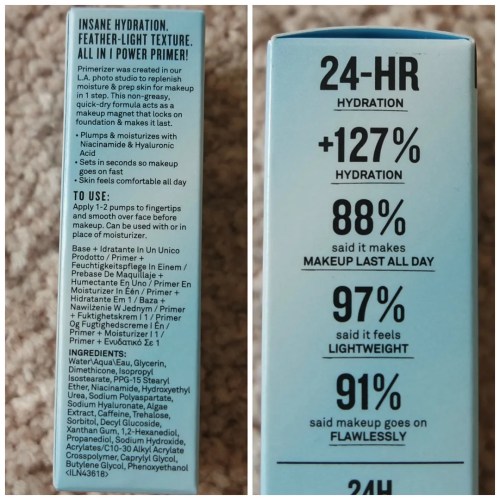 INSANE HYDRATION.
FEATHER-LIGHT TEXTURE.
ALL IN 1 POWER PRIMER!
Primerizer was created in our
L.A. photo studio to replenish
moisture & prep skin for makeup
in 1 step. This non-greasy,
quick-dry formula acts as a
makeup magnet that locks on
foundation & makes it last.
• Plumps & moisturizes with
Niacinamide & Hyaluronic
Acid
• Sets in seconds so makeup
goes on fast
• Skin feels comfortable all day
TO USE:
Apply 1-2 pumps to fingertips
and smooth over face before
makeup. Can be used with or in
place of moisturizer.
Base + Idratante In Un Unico
Prodotto / Primer +
Feuchtigkeitspflege In Einem /
Prebase De Maquillaje +
Humectante En Uno / Primer En
Moisturizer In Één / Primer +
Hidratante Em 1 / Baza +
Nawilżenie W Jednym / Primer
+ Fuktighetskrem I 1 / Primer
Og Fugtighedscreme I Én /
Primer + Moisturizer I 1 /
Primer + Ενυδατικό Σε 1
INGREDIENTS:
Water\Aqua\Eau, Glycerin,
Dimethicone, Isopropyl
Isostearate, PPG-15 Stearyl
Ether, Niacinamide, Hydroxyethyl
Urea, Sodium Polyaspartate,
Sodium Hyaluronate, Algae
Extract, Caffeine, Trehalose,
Sorbitol, Decyl Glucoside,
Xanthan Gum, 1,2-Hexanediol,
Propanediol, Sodium Hydroxide,
Acrylates/C10-30 Alkyl Acrylate
Crosspolymer, Caprylyl Glycol,
Butylene Glycol, Phenoxyethanol
<ILN43618>
24-HR
HYDRATION
+127%
HYDRATION
88%
said it makes
MAKEUP LAST ALL DAY
97%
said it feels
LIGHTWEIGHT
91%
said makeup goes on
FLAWLESSLY
24H